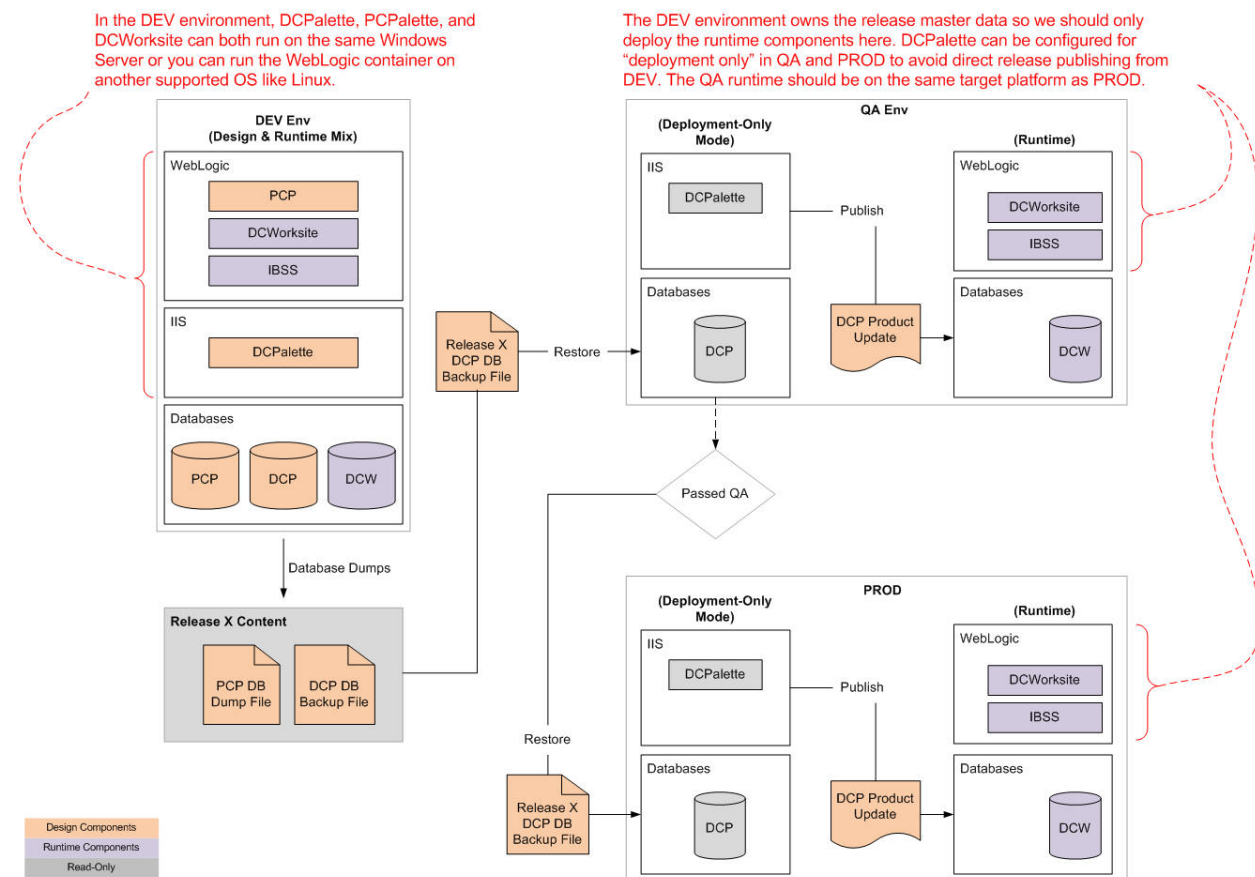 In the DEV environment, DCPalette, PCPalette, and
DCWorksite can both run on the same Windows
Server or you can run the WebLogic container on
another supported OS like Linux.
The DEV environment owns the release master data so we should only
deploy the runtime components here. DCPalette can be configured for
“deployment only” in QA and PROD to avoid direct release publishing from
DEV. The QA runtime should be on the same target platform as PROD.
DEV Env
(Design & Runtime Mix)
WebLogic
PCP
DCWorksite
IBSS
IIS
DCPalette
Databases
PCP
DCP
DCW
Database Dumps
Release X Content
PCP DB
Dump File
DCP DB
Backup File
Release X
DCP DB
Backup File
Restore
QA Env
(Deployment-Only
Mode)
IIS
DCPalette
Databases
DCP
Publish
DCP Product
Update
(Runtime)
WebLogic
DCWorksite
IBSS
Databases
DCW
Passed QA
Restore
Release X
DCP DB
Backup File
PROD
(Deployment-Only
Mode)
IIS
DCPalette
Databases
DCP
Publish
DCP Product
Update
(Runtime)
WebLogic
DCWorksite
IBSS
Databases
DCW
Design Components
Runtime Components
Read-Only